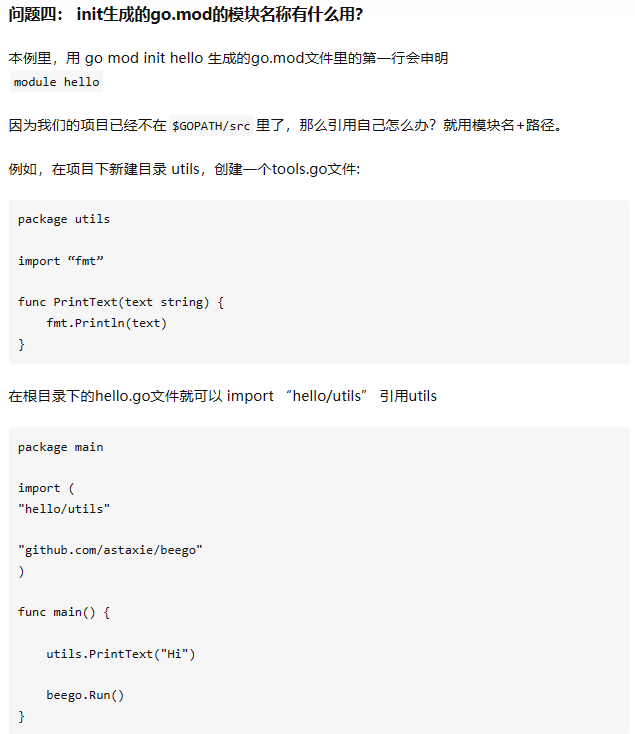 问题四： init生成的go.mod的模块名称有什么用？
本例里，用 go mod init hello 生成的go.mod文件里的第一行会申明
module hello
因为我们的项目已经不在 $GOPATH/src 里了，那么引用自己怎么办？就用模块名+路径。
例如，在项目下新建目录 utils，创建一个tools.go文件:
package utils
import “fmt”
func PrintText(text string) {
    fmt.Println(text)
}
在根目录下的hello.go文件就可以 import “hello/utils” 引用utils
package main
import (
"hello/utils"
"github.com/astaxie/beego"
)
func main() {
    utils.PrintText("Hi")
    beego.Run()
}